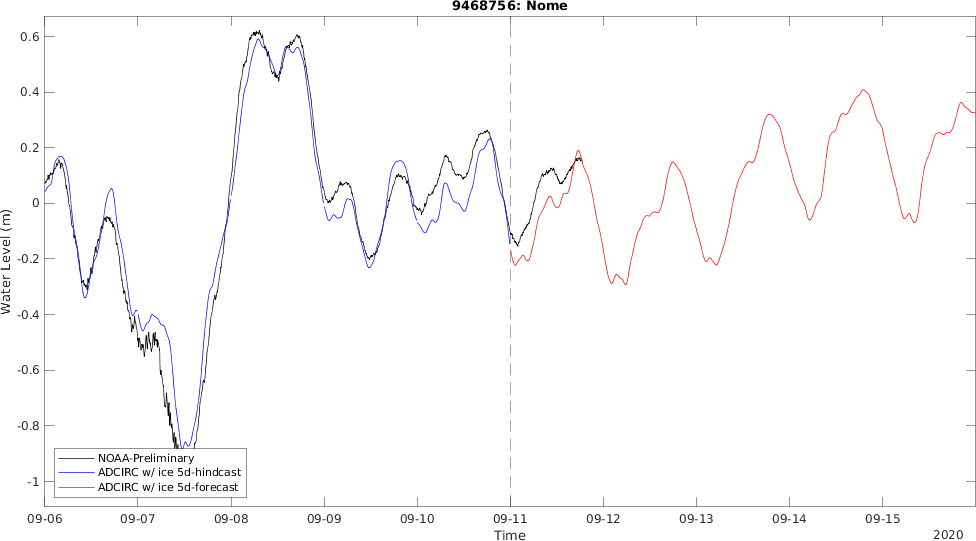 9468756: Nome
0.6
0.4
0.2
0
-0.2
-0.4
-0.6
-0.8
-1
Water Level (m)
NOAA-Preliminary
ADCIRC w/ ice 5d-hindcast
ADCIRC w/ ice 5d-forecast
09-06 09-07 09-08 09-09 09-10 09-11 09-12 09-13 09-14 09-15
Time
2020